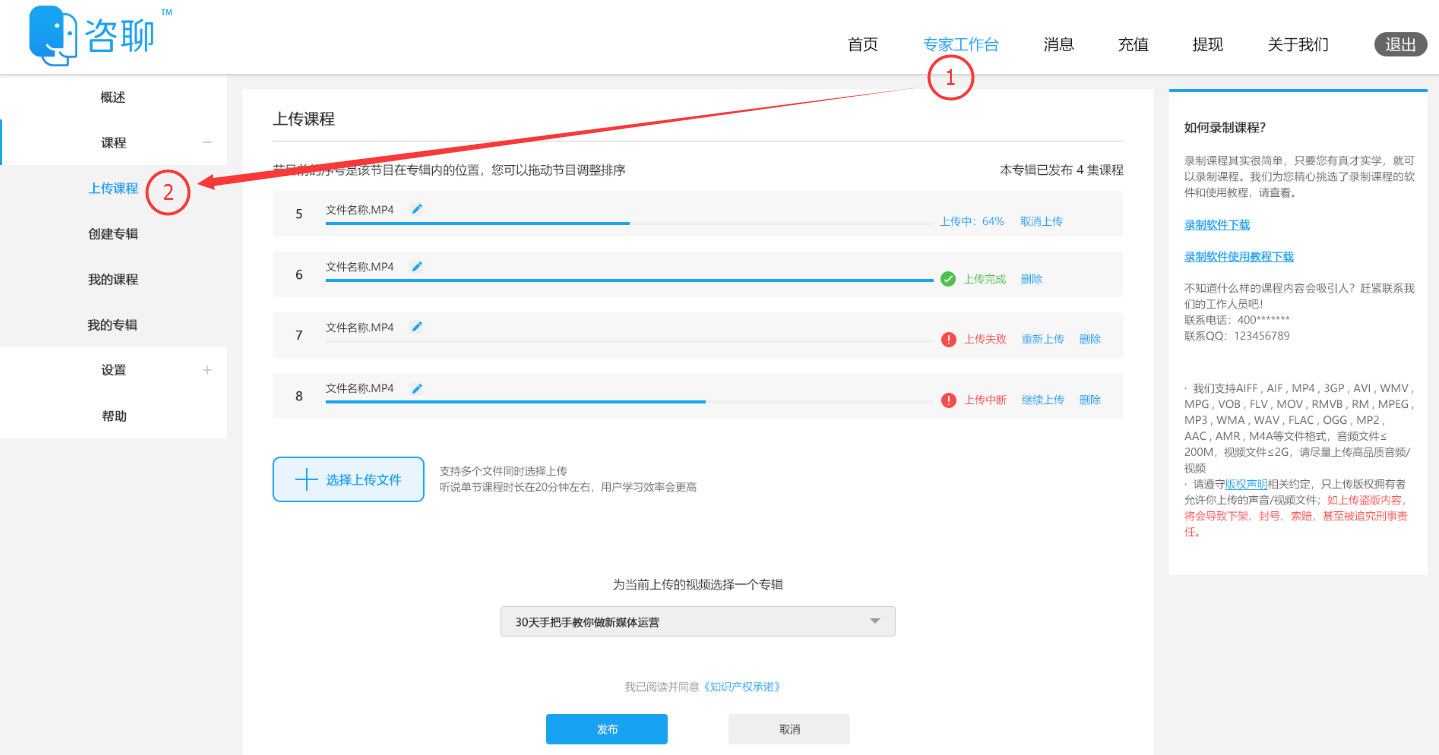 咨聊 TM
首页 专家工作台 消息 充值 提现 关于我们 退出
1
概述
课程
上传课程
2
创建专辑
我的课程
我的专辑
设置
帮助
上传课程
节目前的序号是该节目在专辑内的位置，您可以拖动节目调整排序 本专辑已发布 4 集课程
5 文件名称.MP4 上传中：64% 取消上传
6 文件名称.MP4 上传完成 删除
7 文件名称.MP4 上传失败 重新上传 删除
8 文件名称.MP4 上传中断 继续上传 删除
选择上传文件
支持多个文件同时选择上传
听说单节课程时长在20分钟左右，用户学习效率会更高
为当前上传的视频选择一个专辑
30天手把手教你做新媒体运营
我已阅读并同意《知识产权承诺》
发布 取消
如何录制课程？
录制课程其实很简单，只要您有真才实学，就可
以录制课程。我们为您精心挑选了录制课程的软
件和使用教程，请查看。
录制软件下载
录制软件使用教程下载
不知道什么样的课程内容会吸引人？赶紧联系我
们的工作人员吧！
联系电话：400*******
联系QQ：123456789
· 我们支持AIFF , AIF , MP4 , 3GP , AVI , WMV ,
MPG , VOB , FLV , MOV , RMVB , RM , MPEG ,
MP3 , WMA , WAV , FLAC , OGG , MP2 ,
AAC , AMR , M4A等文件格式，音频文件≤
200M，视频文件≤2G，请尽量上传高品质音频/
视频
· 请遵守版权声明相关约定，只上传版权拥有者
允许你上传的声音/视频文件；如上传盗版内容，
将会导致下架、封号、索赔，甚至被追究刑事责
任。